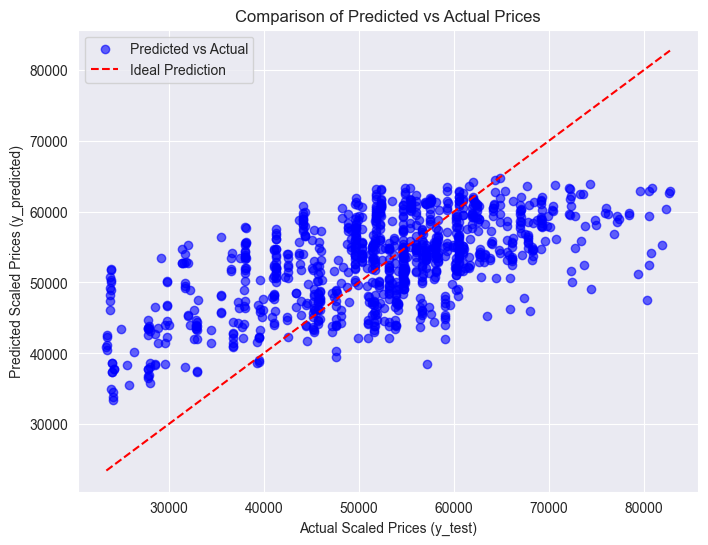 Comparison of Predicted vs Actual Prices
Predicted vs Actual
Ideal Prediction
Predicted Scaled Prices (y_predicted)
80000
70000
60000
50000
40000
30000
30000 40000 50000 60000 70000 80000
Actual Scaled Prices (y_test)